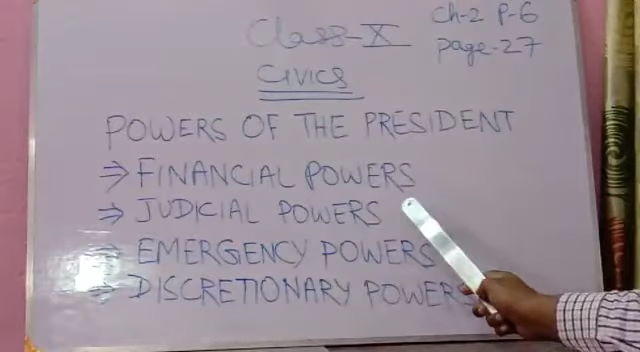 Class-X
Ch-2 P-6
page-27
CIVICS
POWERS OF THE PRESIDENT
⇒ FINANCIAL POWERS
⇒ JUDICIAL POWERS
⇒ EMERGENCY POWERS
⇒ DISCRETIONARY POWERS